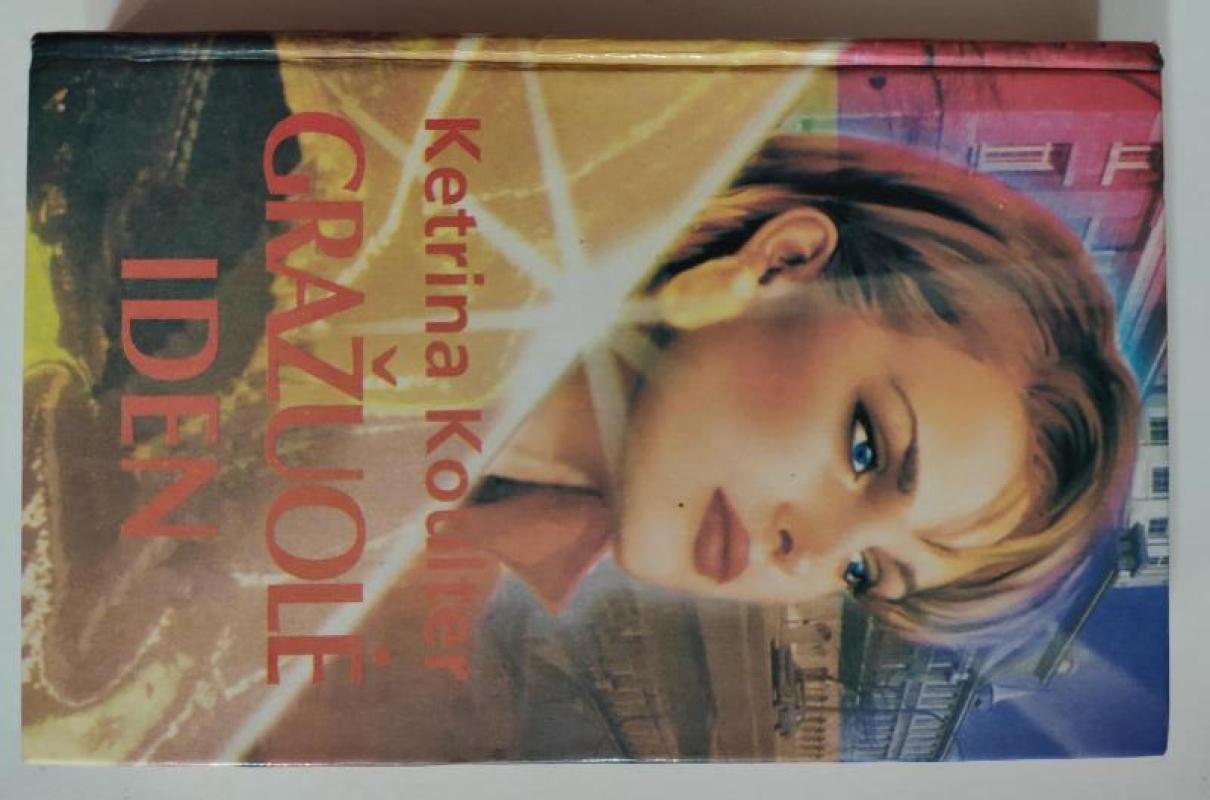 Ketrina Koulter
GRAŽUOLĖ
IDEN